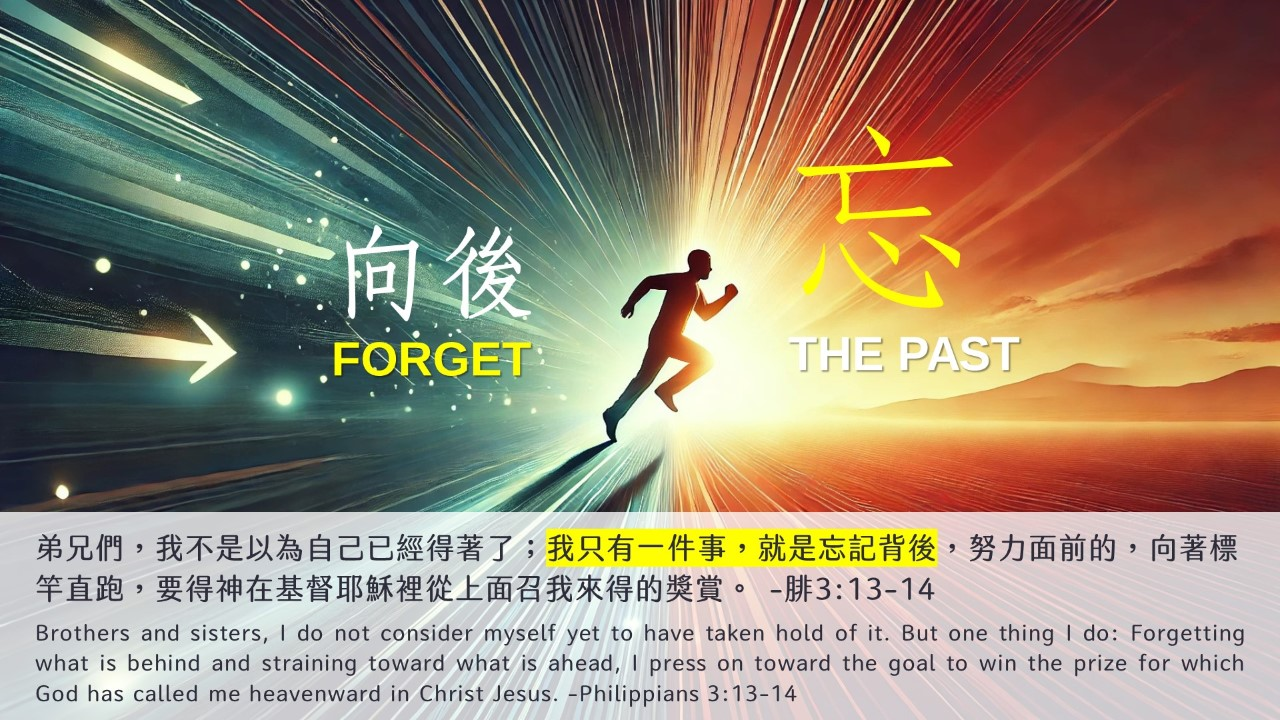 向後
忘
FORGET
THE PAST
弟兄們，我不是以為自己已經得著了；我只有一件事，就是忘記背後，努力面前的，向著標
竿直跑，要得神在基督耶穌裡從上面召我來得的獎賞。 -腓3:13-14
Brothers and sisters, I do not consider myself yet to have taken hold of it. But one thing I do: Forgetting
what is behind and straining toward what is ahead, I press on toward the goal to win the prize for which
God has called me heavenward in Christ Jesus. -Philippians 3:13-14